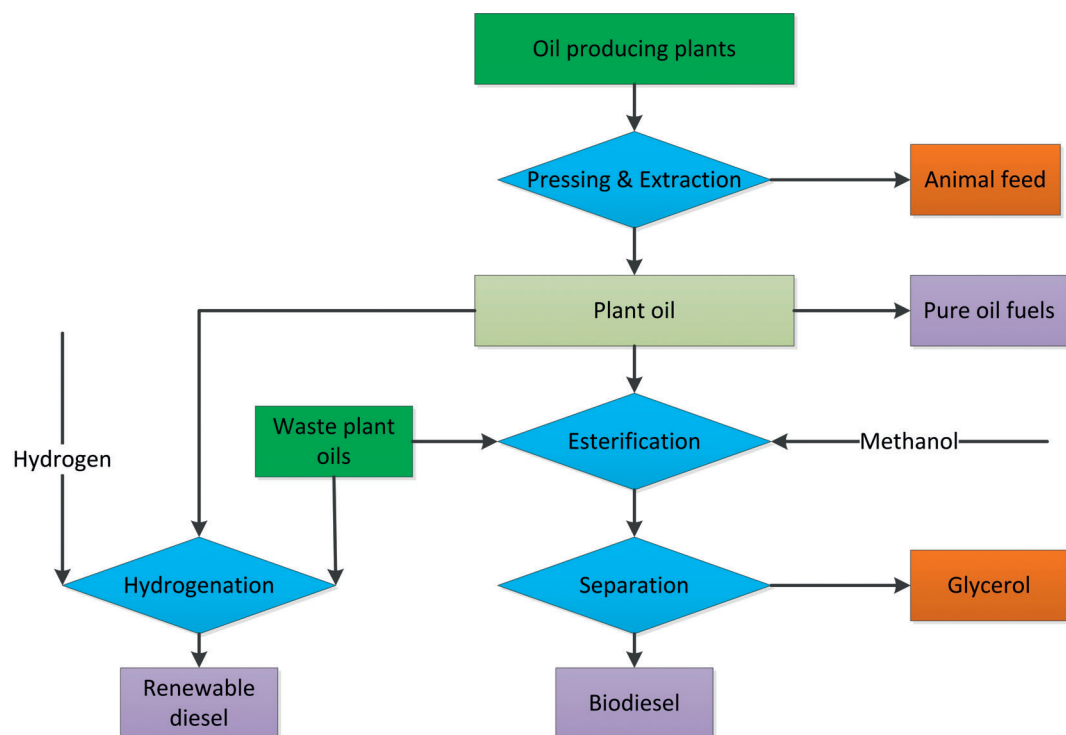 Oil producing plants
Pressing & Extraction
Animal feed
Plant oil
Pure oil fuels
Waste plant
oils
Esterification
Methanol
Hydrogen
Hydrogenation
Separation
Glycerol
Renewable
diesel
Biodiesel